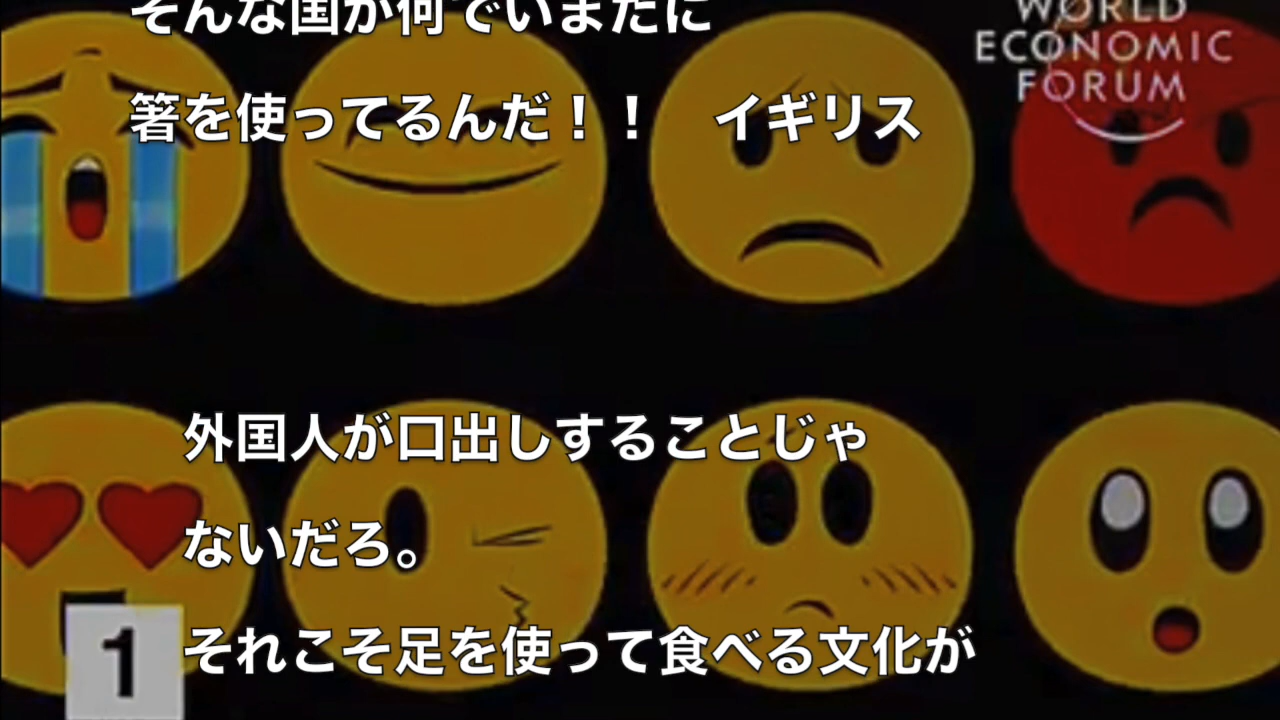 そんな国が何でいまだに
箸を使ってるんだ！！　イギリス
WORLD
ECONOMIC
FORUM
外国人が口出しすることじゃ
ないだろ。
それこそ足を使って食べる文化が
1